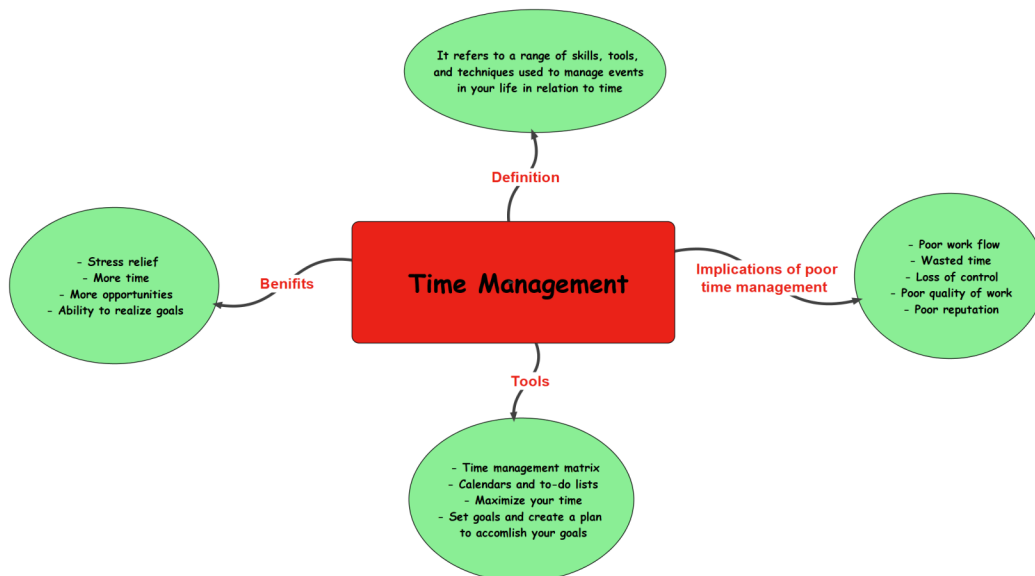 It refers to a range of skills, tools,
and techniques used to manage events
in your life in relation to time
Definition
Time Management
Benifits
- Stress relief
- More time
- More opportunities
- Ability to realize goals
Implications of poor
time management
- Poor work flow
- Wasted time
- Loss of control
- Poor quality of work
- Poor reputation
Tools
- Time management matrix
- Calendars and to-do lists
- Maximize your time
- Set goals and create a plan
to accomlish your goals